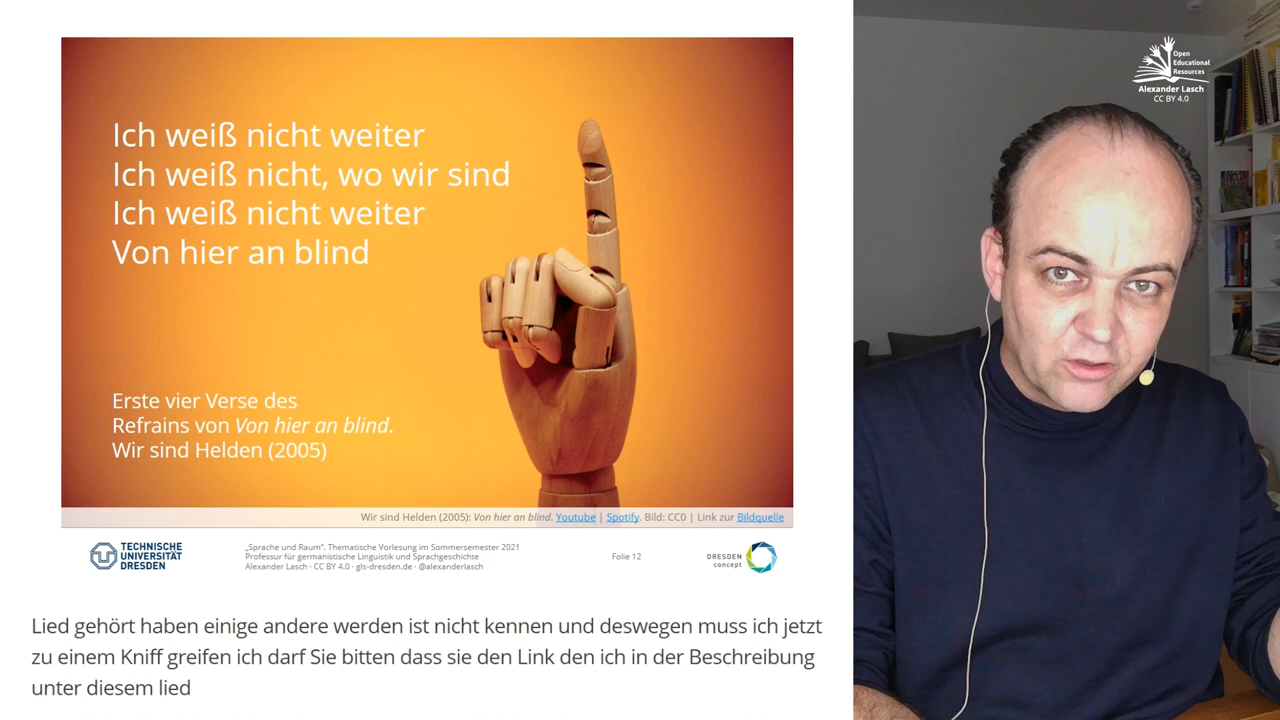 Ich weiß nicht weiter
Ich weiß nicht, wo wir sind
Ich weiß nicht weiter
Von hier an blind
Erste vier Verse des
Refrains von Von hier an blind.
Wir sind Helden (2005)
Wir sind Helden (2005): Von hier an blind. Youtube | Spotify. Bild: CC0 | Link zur Bildquelle
TECHNISCHE
UNIVERSITÄT
DRESDEN
„Sprache und Raum“. Thematische Vorlesung im Sommersemester 2021
Professur für germanistische Linguistik und Sprachgeschichte
Alexander Lasch · CC BY 4.0 · gls-dresden.de · @alexanderlasch
Folie 12
DRESDEN
concept
Lied gehört haben einige andere werden ist nicht kennen und deswegen muss ich jetzt
zu einem Kniff greifen ich darf Sie bitten dass sie den Link den ich in der Beschreibung
unter diesem lied
Open
Educational
Resources
Alexander Lasch
CC BY 4.0